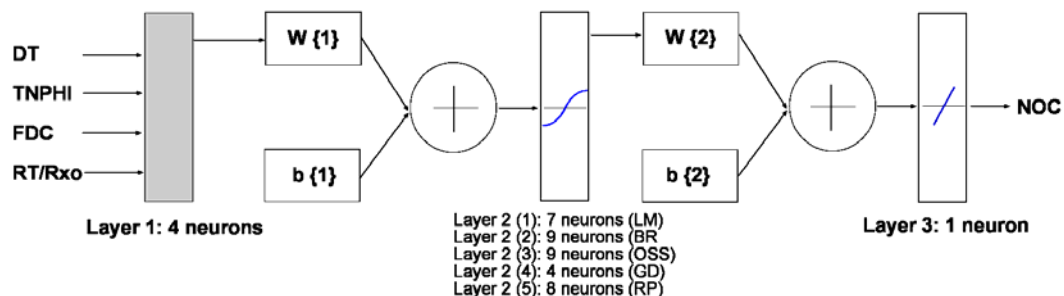 DT
TNPHI
FDC
RT/Rxo
W {1}
b {1}
W {2}
b {2}
NOC
Layer 1: 4 neurons
Layer 2 (1): 7 neurons (LM)
Layer 2 (2): 9 neurons (BR
Layer 2 (3): 9 neurons (OSS)
Layer 2 (4): 4 neurons (GD)
Layer 2 (5): 8 neurons (RP)
Layer 3: 1 neuron